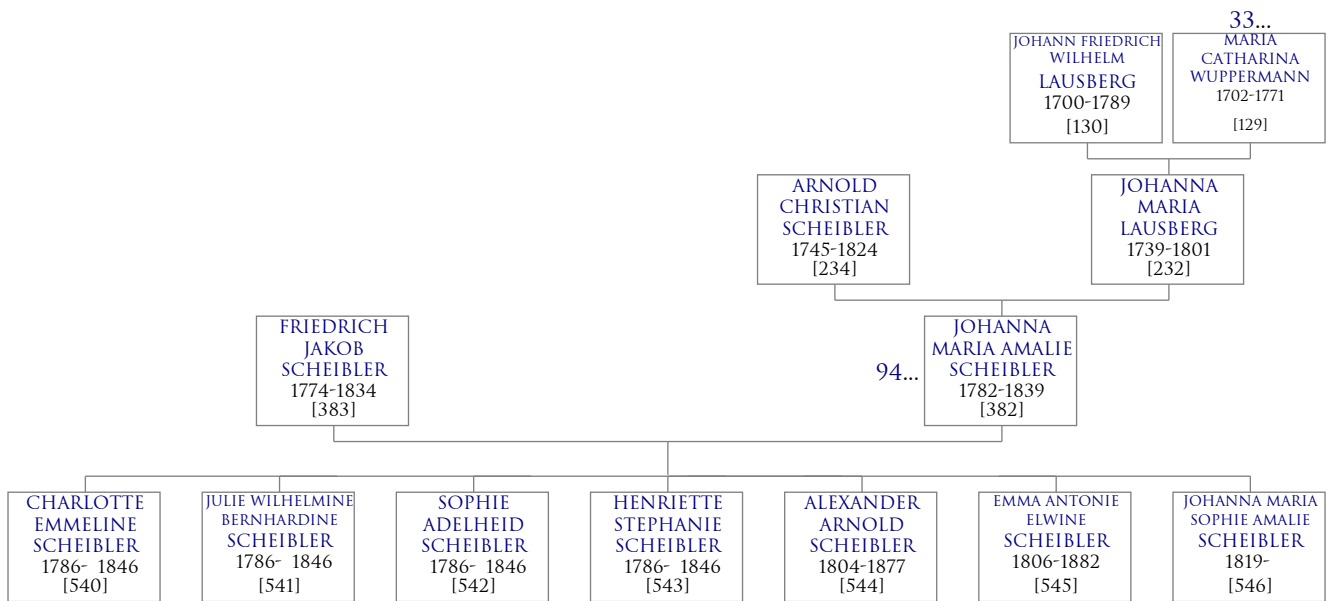 33...
JOHANN FRIEDRICH
WILHELM
LAUSBERG
1700-1789
[130]
MARIA
CATHARINA
WUPPERMANN
1702-1771
[129]
ARNOLD
CHRISTIAN
SCHEIBLER
1745-1824
[234]
JOHANNA
MARIA
LAUSBERG
1739-1801
[232]
FRIEDRICH
JAKOB
SCHEIBLER
1774-1834
[383]
94...
JOHANNA
MARIA AMALIE
SCHEIBLER
1782-1839
[382]
CHARLOTTE
EMMELINE
SCHEIBLER
1786- 1846
[540]
JULIE WILHELMINE
BERNHARDINE
SCHEIBLER
1786- 1846
[541]
SOPHIE
ADELHEID
SCHEIBLER
1786- 1846
[542]
HENRIETTE
STEPHANIE
SCHEIBLER
1786- 1846
[543]
ALEXANDER
ARNOLD
SCHEIBLER
1804-1877
[544]
EMMA ANTONIE
ELWINE
SCHEIBLER
1806-1882
[545]
JOHANNA MARIA
SOPHIE AMALIE
SCHEIBLER
1819-
[546]